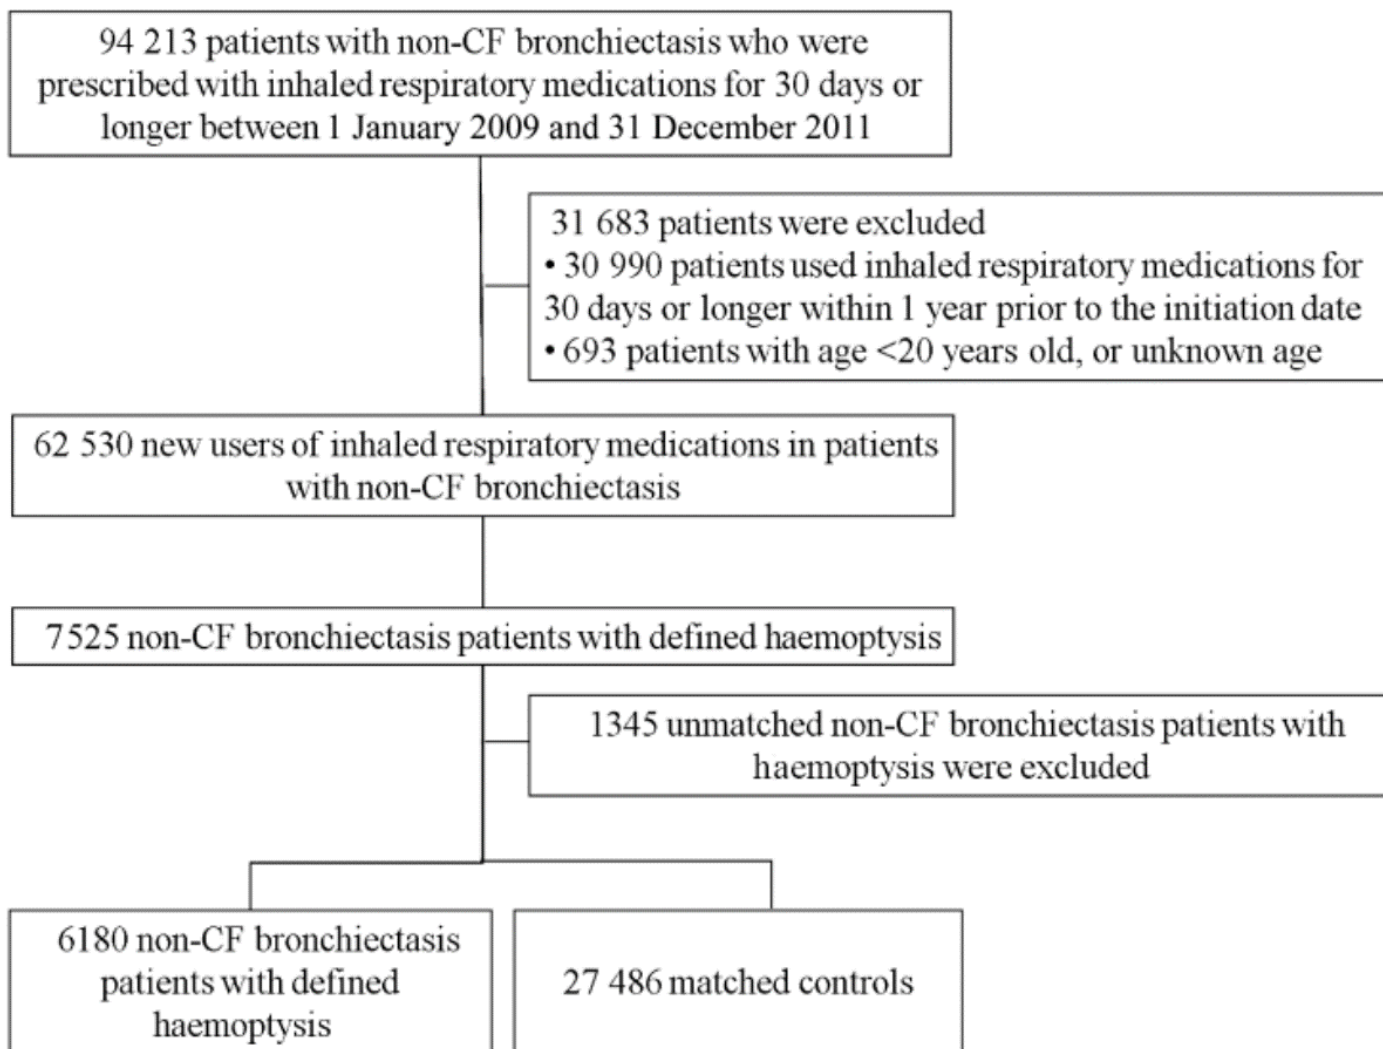 94 213 patients with non-CF bronchiectasis who were
prescribed with inhaled respiratory medications for 30 days or
longer between 1 January 2009 and 31 December 2011
31 683 patients were excluded
• 30 990 patients used inhaled respiratory medications for
30 days or longer within 1 year prior to the initiation date
• 693 patients with age <20 years old, or unknown age
62 530 new users of inhaled respiratory medications in patients
with non-CF bronchiectasis
7525 non-CF bronchiectasis patients with defined haemoptysis
1345 unmatched non-CF bronchiectasis patients with
haemoptysis were excluded
6180 non-CF bronchiectasis
patients with defined
haemoptysis
27 486 matched controls